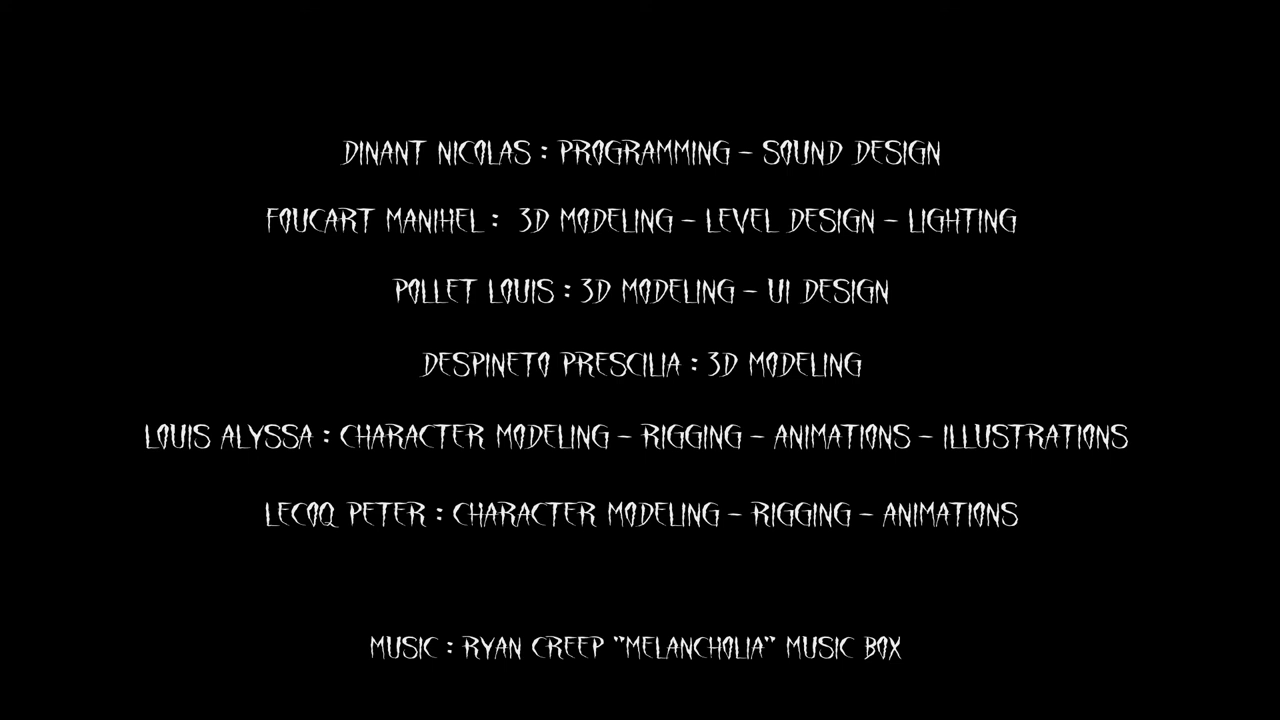 DINANT NICOLAS : PROGRAMMING - SOUND DESIGN
FOUCART MANIHEL : 3D MODELING - LEVEL DESIGN - LIGHTING
POLLET LOUIS : 3D MODELING - UI DESIGN
DESPINETO PRESCILIA : 3D MODELING
LOUIS ALYSSA : CHARACTER MODELING - RIGGING - ANIMATIONS - ILLUSTRATIONS
LECOQ PETER : CHARACTER MODELING - RIGGING - ANIMATIONS
MUSIC : RYAN CREEP "MELANCHOLIA" MUSIC BOX